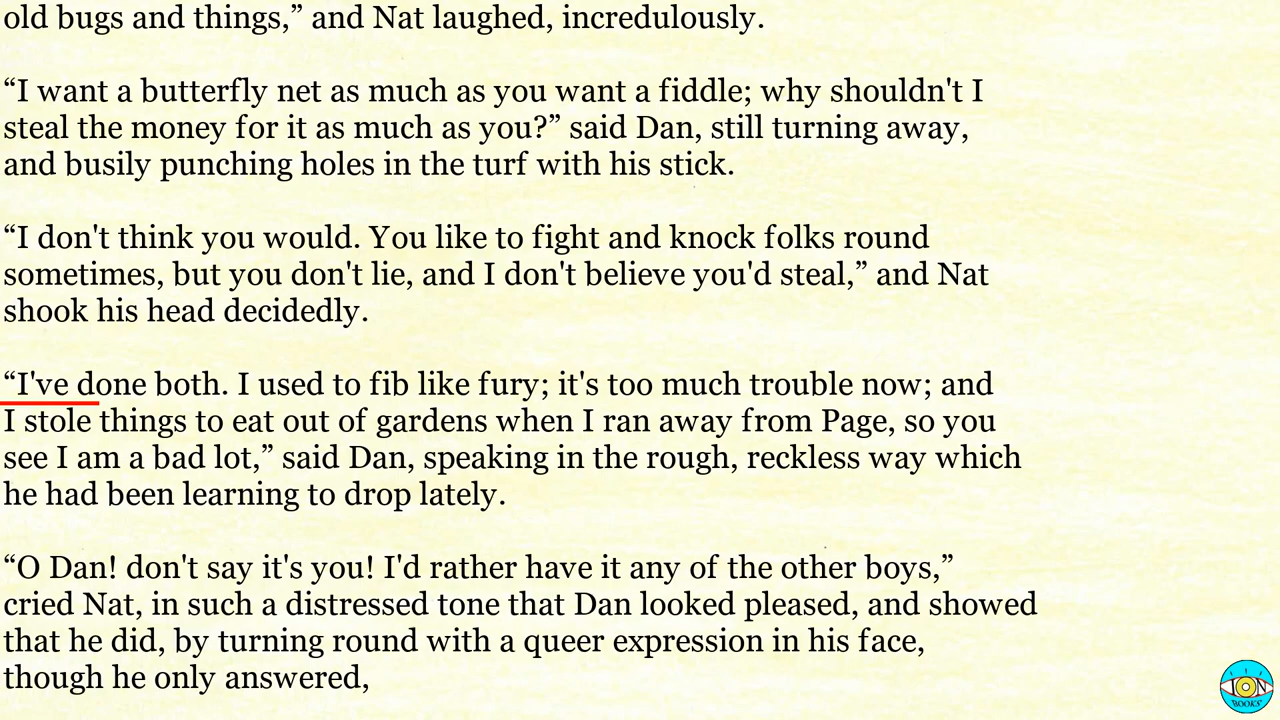 old bugs and things,” and Nat laughed, incredulously.
“I want a butterfly net as much as you want a fiddle; why shouldn't I
steal the money for it as much as you?” said Dan, still turning away,
and busily punching holes in the turf with his stick.
“I don't think you would. You like to fight and knock folks round
sometimes, but you don't lie, and I don't believe you'd steal,” and Nat
shook his head decidedly.
“I've done both. I used to fib like fury; it's too much trouble now; and
I stole things to eat out of gardens when I ran away from Page, so you
see I am a bad lot,” said Dan, speaking in the rough, reckless way which
he had been learning to drop lately.
“O Dan! don't say it's you! I'd rather have it any of the other boys,”
cried Nat, in such a distressed tone that Dan looked pleased, and showed
that he did, by turning round with a queer expression in his face,
though he only answered,
ION
BOOKS